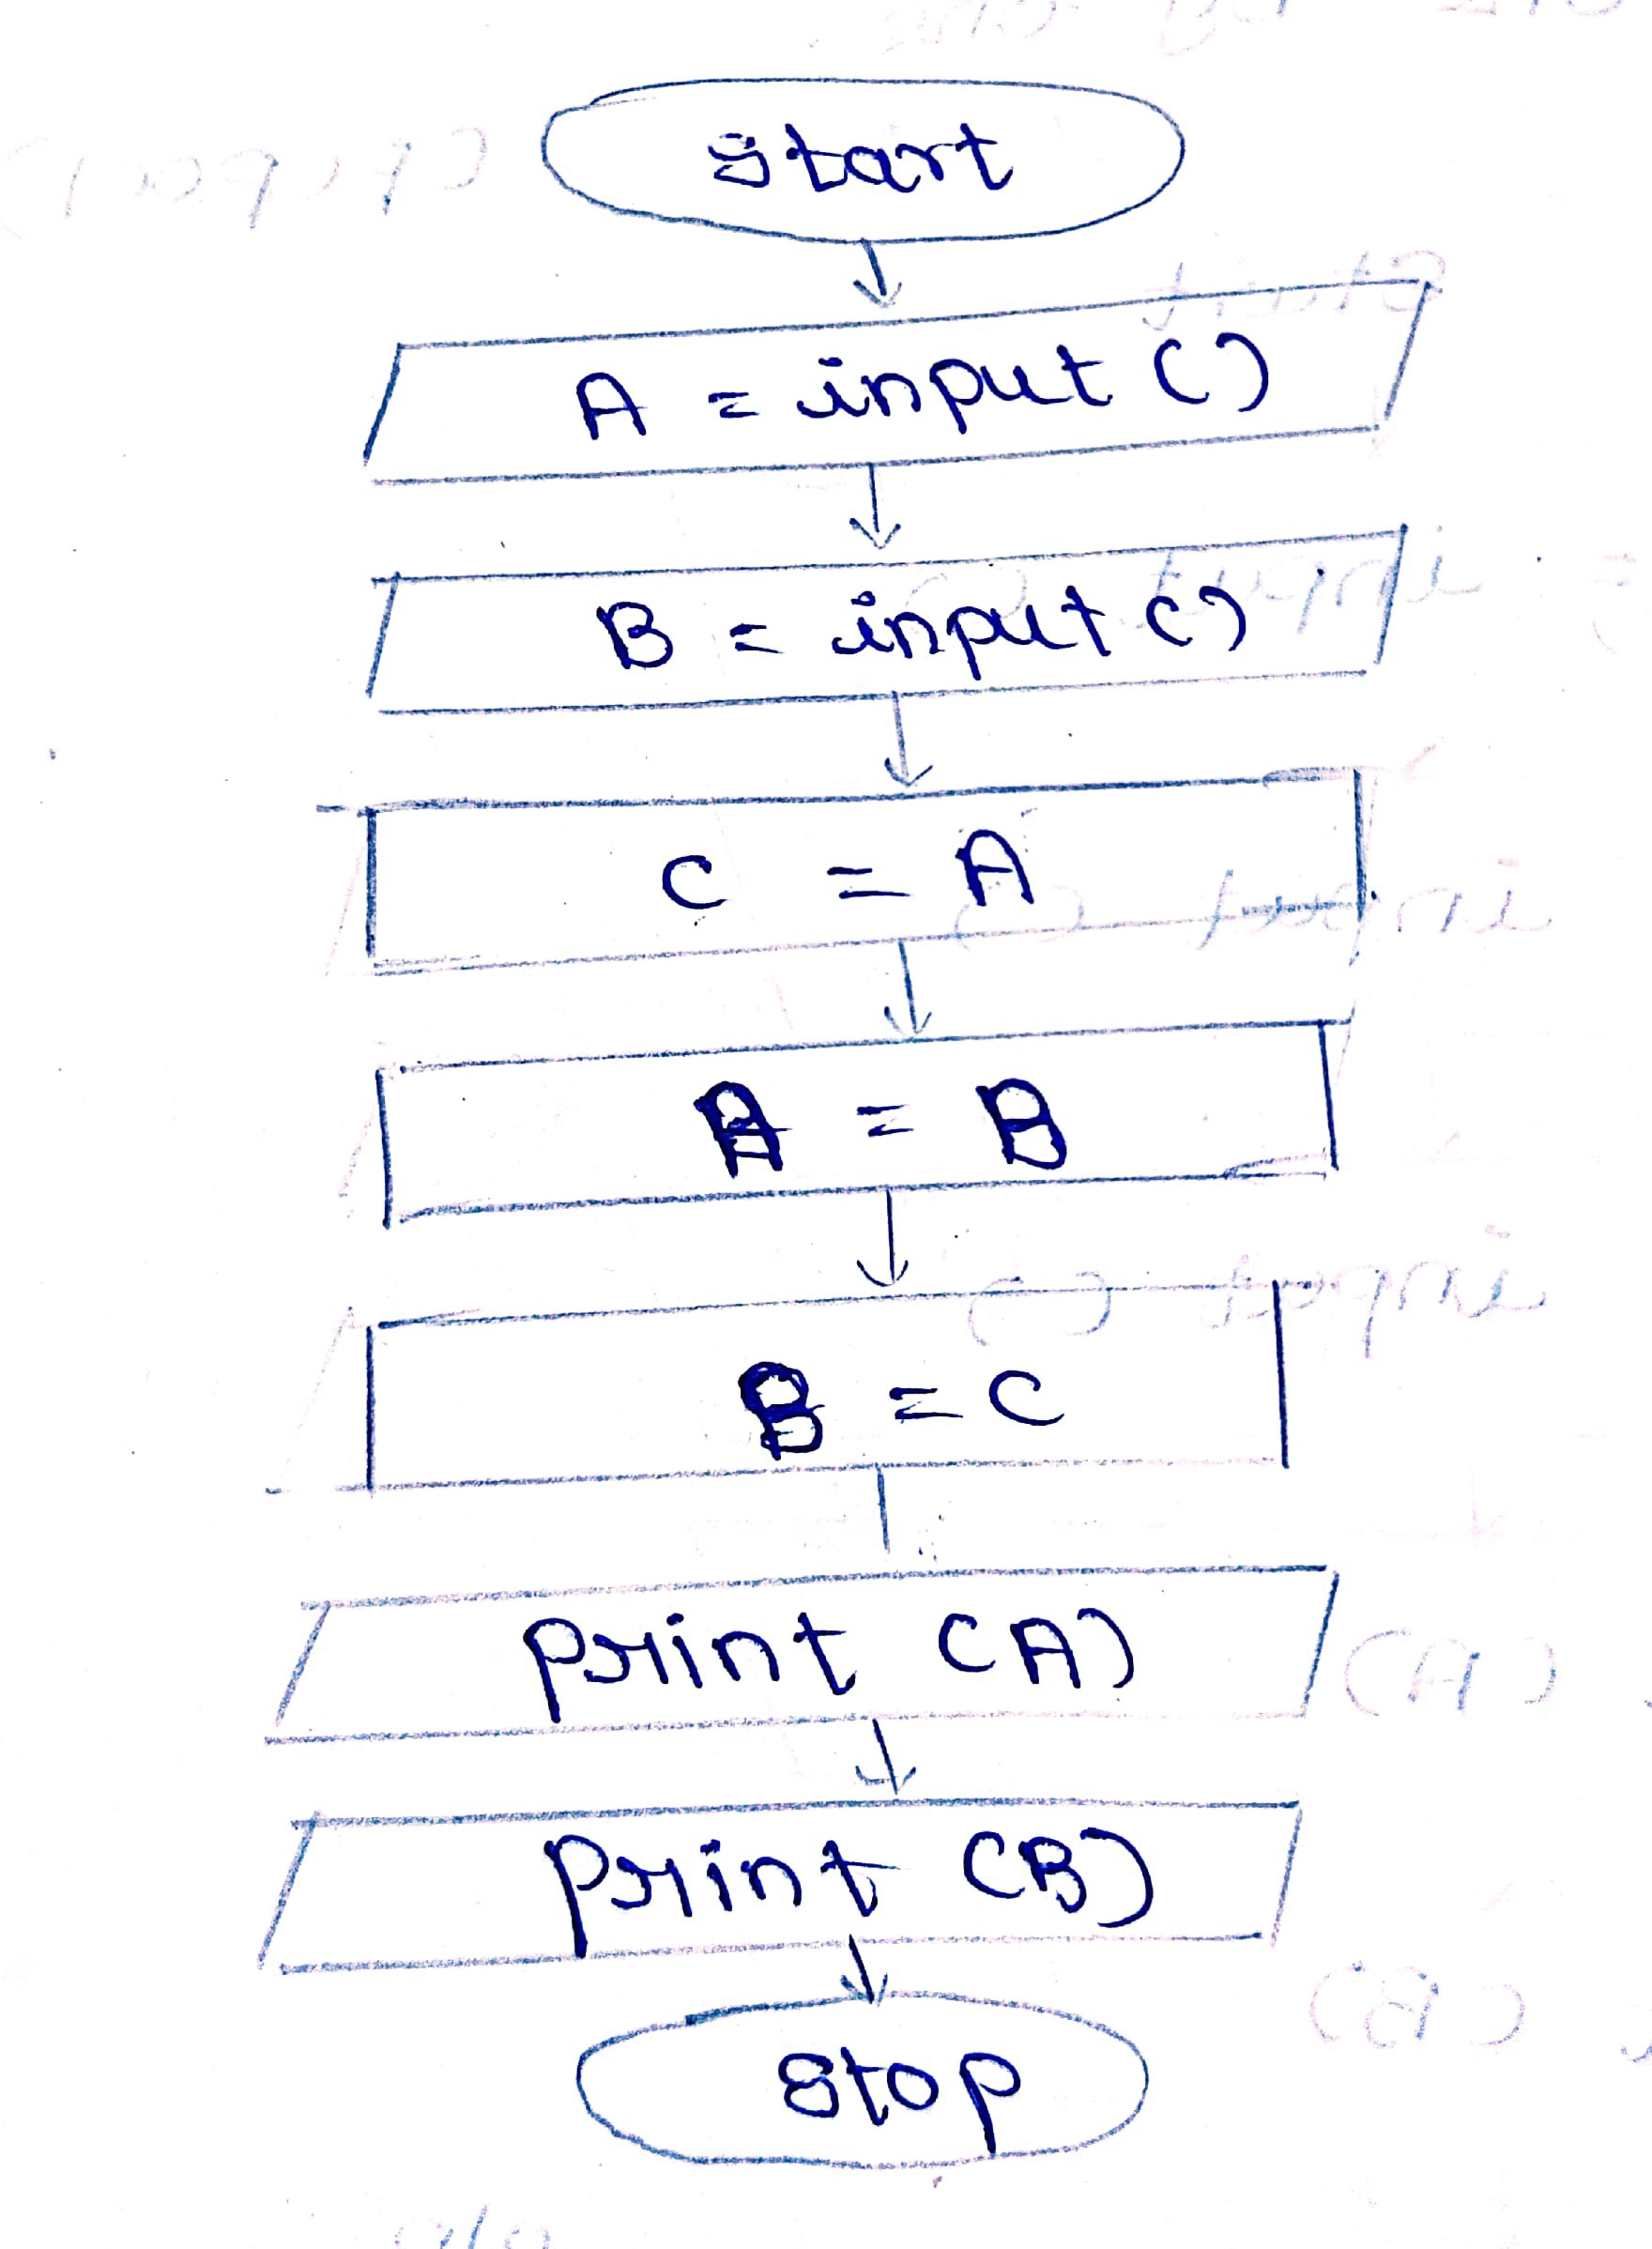 Start
A = input ()
B = input ()
C = A
A = B
B = C
print (A)
print (B)
Stop